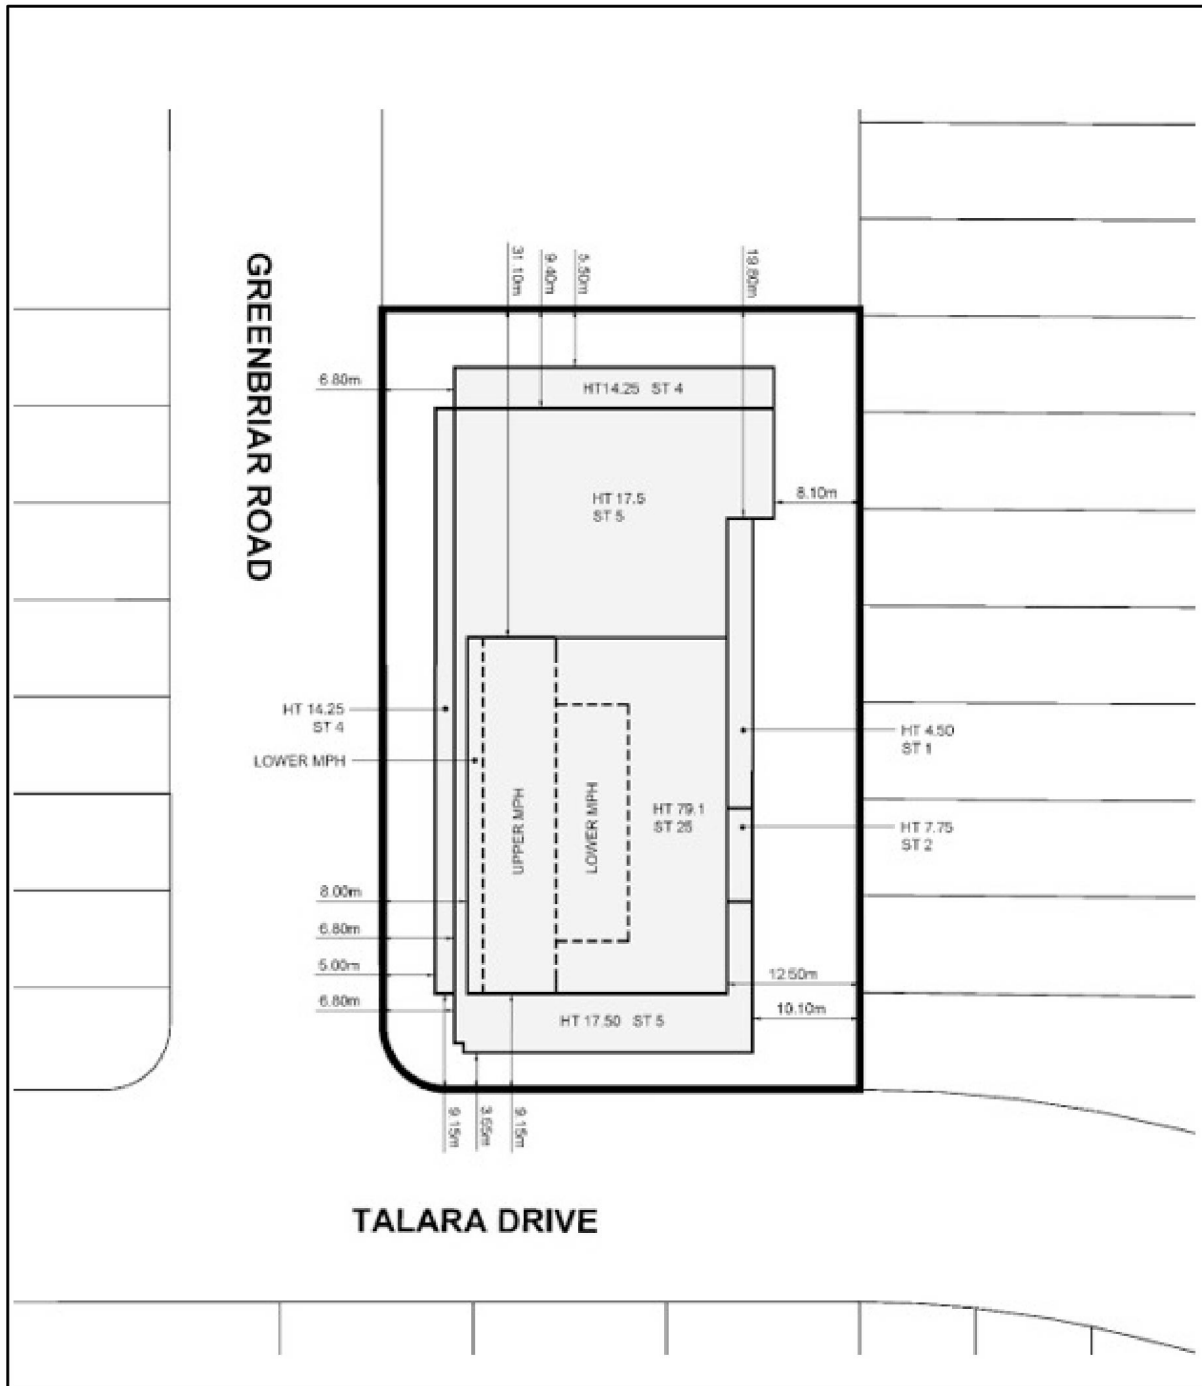 31.10m
9.40m
5.50m
19.80m
GREENBRIAR ROAD
6.80m
HT14.25 ST 4
HT 17.5
ST 5
8.10m
HT 14.25
ST 4
LOWER MPH
UPPER MPH
LOWER MPH
HT 79.1
ST 25
HT 4.50
ST 1
HT 7.75
ST 2
8.00m
6.80m
5.00m
6.80m
12.50m
10.10m
HT 17.50 ST 5
9.15m
3.55m
9.15m
TALARA DRIVE